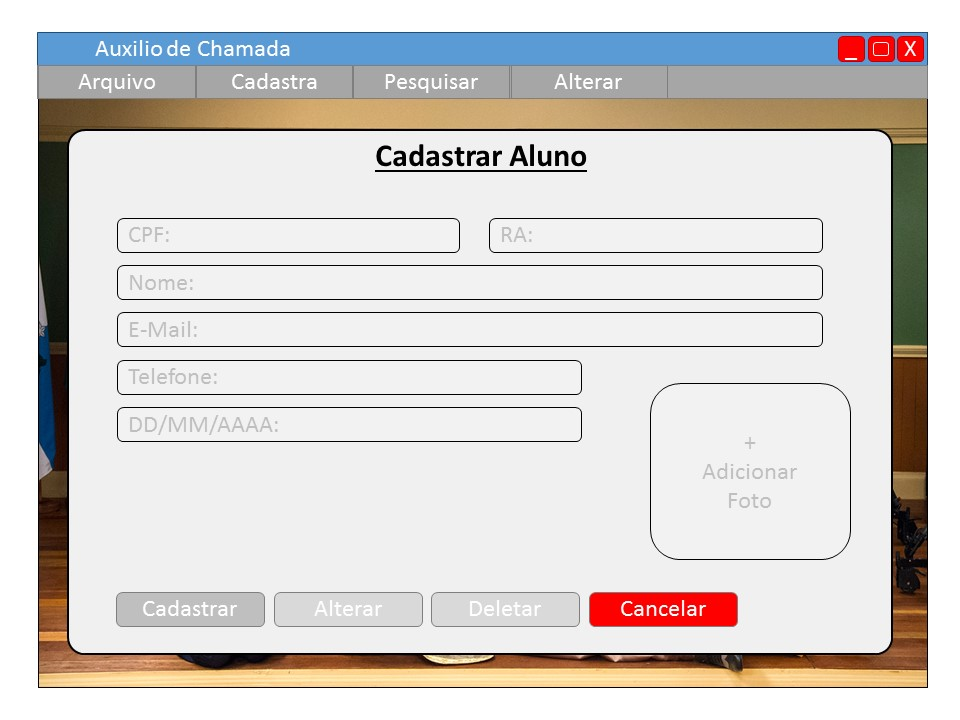 Auxilio de Chamada
_ X
Arquivo Cadastra Pesquisar Alterar
Cadastrar Aluno
CPF: RA:
Nome:
E-Mail:
Telefone:
DD/MM/AAAA:
+
Adicionar
Foto
Cadastrar Alterar Deletar Cancelar